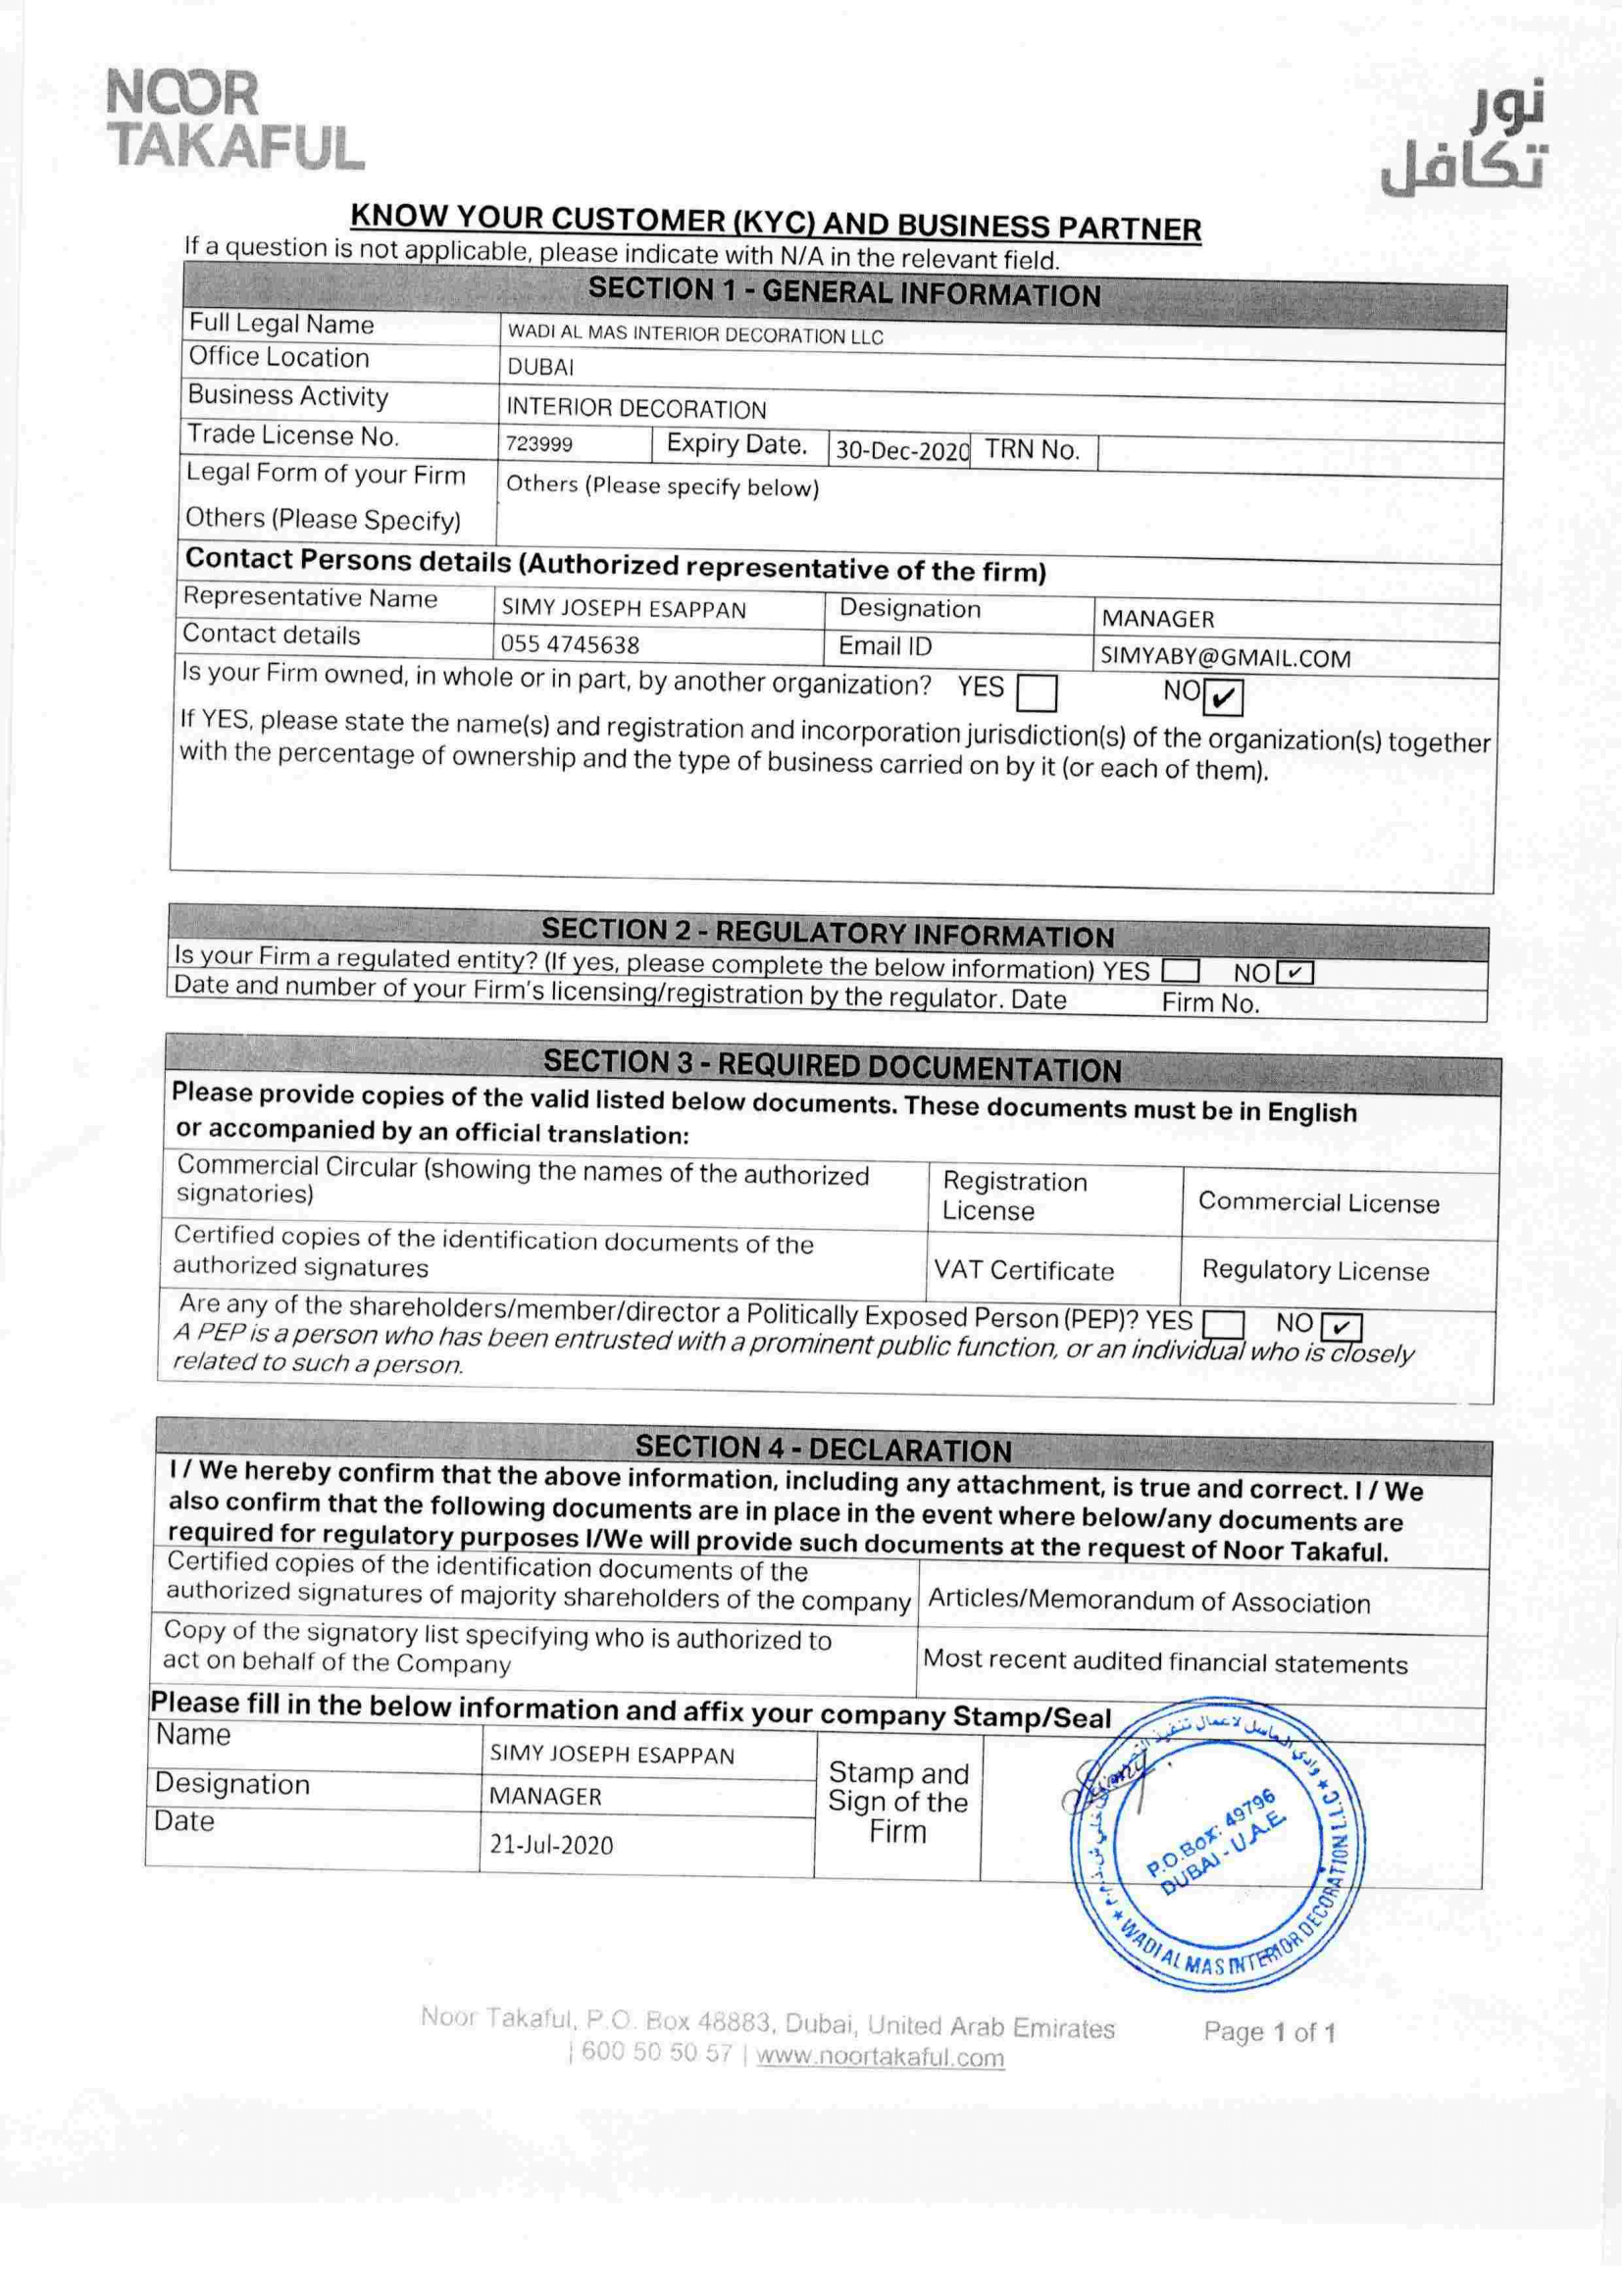 NOOR
TAKAFUL
نور
تكافل
KNOW YOUR CUSTOMER (KYC) AND BUSINESS PARTNER
If a question is not applicable, please indicate with N/A in the relevant field.
SECTION 1 - GENERAL INFORMATION
Full Legal Name WADI AL MAS INTERIOR DECORATION LLC
Office Location DUBAI
Business Activity INTERIOR DECORATION
Trade License No. 723999 Expiry Date. 30-Dec-2020 TRN No.
Legal Form of your Firm Others (Please specify below)
Others (Please Specify)
Contact Persons details (Authorized representative of the firm)
Representative Name SIMY JOSEPH ESAPPAN Designation MANAGER
Contact details 055 4745638 Email ID SIMYABY@GMAIL.COM
Is your Firm owned, in whole or in part, by another organization? YES NO ✔
If YES, please state the name(s) and registration and incorporation jurisdiction(s) of the organization(s) together
with the percentage of ownership and the type of business carried on by it (or each of them).
SECTION 2 - REGULATORY INFORMATION
Is your Firm a regulated entity? (If yes, please complete the below information) YES NO ✔
Date and number of your Firm's licensing/registration by the regulator. Date Firm No.
SECTION 3 - REQUIRED DOCUMENTATION
Please provide copies of the valid listed below documents. These documents must be in English
or accompanied by an official translation:
Commercial Circular (showing the names of the authorized
signatories)
Registration
License
Commercial License
Certified copies of the identification documents of the
authorized signatures
VAT Certificate
Regulatory License
Are any of the shareholders/member/director a Politically Exposed Person (PEP)? YES NO ✔
A PEP is a person who has been entrusted with a prominent public function, or an individual who is closely
related to such a person.
SECTION 4 - DECLARATION
I / We hereby confirm that the above information, including any attachment, is true and correct. I / We
also confirm that the following documents are in place in the event where below/any documents are
required for regulatory purposes I/We will provide such documents at the request of Noor Takaful.
Certified copies of the identification documents of the
authorized signatures of majority shareholders of the company
Articles/Memorandum of Association
Copy of the signatory list specifying who is authorized to
act on behalf of the Company
Most recent audited financial statements
Please fill in the below information and affix your company Stamp/Seal
Name SIMY JOSEPH ESAPPAN
Designation MANAGER
Date 21-Jul-2020
Stamp and
Sign of the
Firm
Simy
وادي الماس لاعمال تنفيذ
ش.ذ.م.م
P.O.Box: 49796
DUBAI - U.A.E.
WADI AL MAS INTERIOR DECORATION L.L.C
Noor Takaful, P.O. Box 48883, Dubai, United Arab Emirates
| 600 50 50 57 | www.noortakaful.com
Page 1 of 1